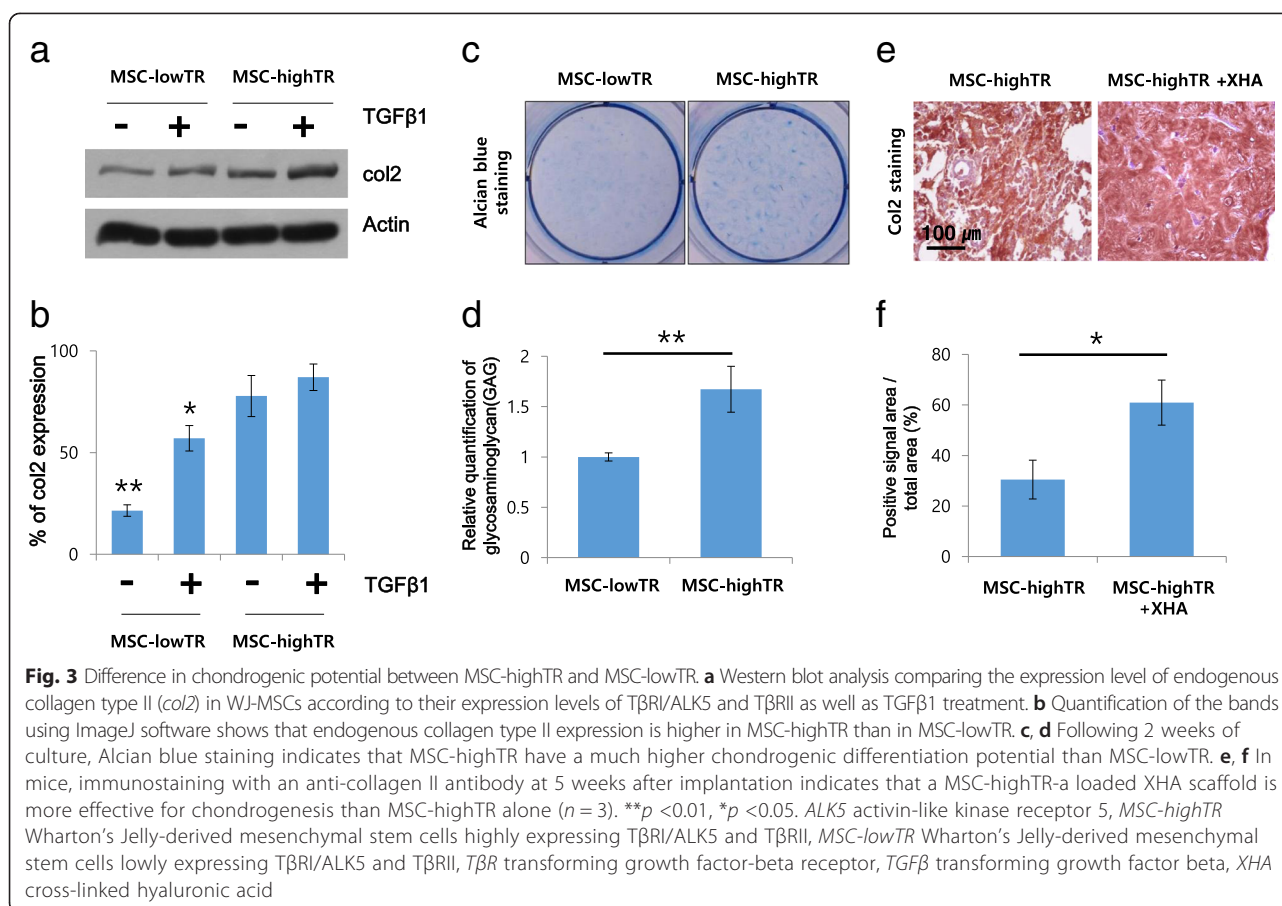 a
MSC-lowTR MSC-highTR
- + - + TGFβ1
col2
Actin
b
% of col2 expression
100
50
0
**
*
- + - + TGFβ1
MSC-lowTR MSC-highTR
c
MSC-lowTR MSC-highTR
Alcian blue
staining
d
Relative quantification of
glycosaminoglycan(GAG)
2
1.5
1
0.5
0
**
MSC-lowTR MSC-highTR
e
MSC-highTR MSC-highTR +XHA
Col2 staining
100 ㎛
f
Positive signal area /
total area (%)
80
60
40
20
0
*
MSC-highTR MSC-highTR
+XHA
Fig. 3 Difference in chondrogenic potential between MSC-highTR and MSC-lowTR. a Western blot analysis comparing the expression level of endogenous
collagen type II (col2) in WJ-MSCs according to their expression levels of TβRI/ALK5 and TβRII as well as TGFβ1 treatment. b Quantification of the bands
using ImageJ software shows that endogenous collagen type II expression is higher in MSC-highTR than in MSC-lowTR. c, d Following 2 weeks of
culture, Alcian blue staining indicates that MSC-highTR have a much higher chondrogenic differentiation potential than MSC-lowTR. e, f In
mice, immunostaining with an anti-collagen II antibody at 5 weeks after implantation indicates that a MSC-highTR-a loaded XHA scaffold is
more effective for chondrogenesis than MSC-highTR alone (n = 3). **p <0.01, *p <0.05. ALK5 activin-like kinase receptor 5, MSC-highTR
Wharton's Jelly-derived mesenchymal stem cells highly expressing TβRI/ALK5 and TβRII, MSC-lowTR Wharton's Jelly-derived mesenchymal
stem cells lowly expressing TβRI/ALK5 and TβRII, TβR transforming growth factor-beta receptor, TGFβ transforming growth factor beta, XHA
cross-linked hyaluronic acid